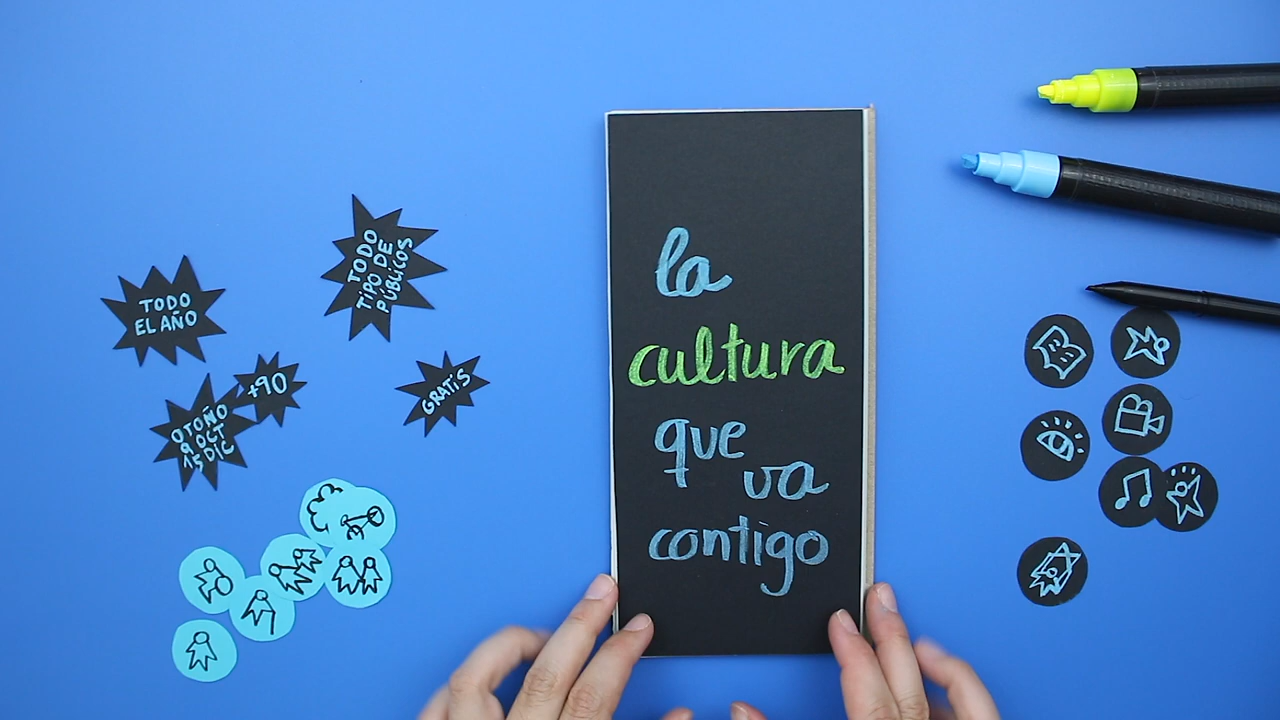 TODO
EL AÑO
TODO
TIPO DE
PÚBLICOS
+90
OTOÑO
9 OCT
15 DIC
GRATIS
la
cultura
que
va
contigo